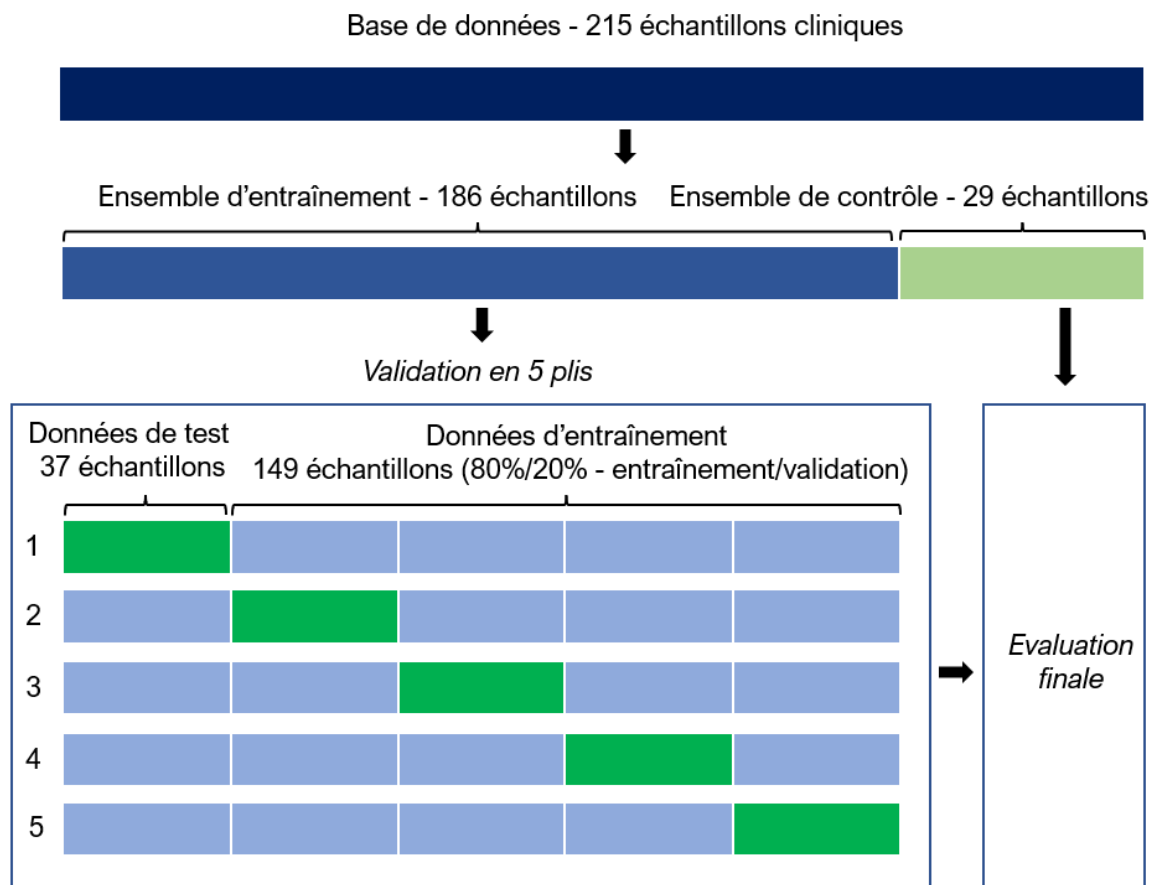 Base de données - 215 échantillons cliniques
Ensemble d'entraînement - 186 échantillons
Ensemble de contrôle - 29 échantillons
Validation en 5 plis
Données de test
37 échantillons
Données d'entraînement
149 échantillons (80%/20% - entraînement/validation)
1
2
3
4
5
Evaluation
finale